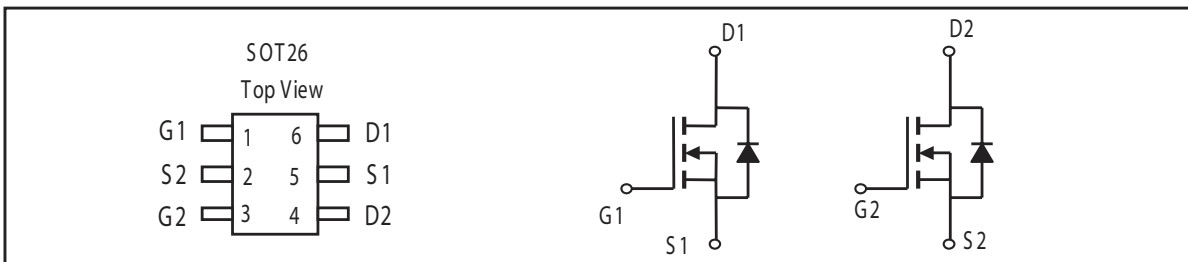 SOT26
Top View
G1 1 6 D1
S2 2 5 S1
G2 3 4 D2
D1
G1
S1
D2
G2
S2